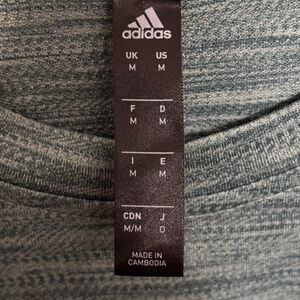 adidas
UK US
M M
F D
M M
I E
M M
CDN J
M/M O
MADE IN
CAMBODIA